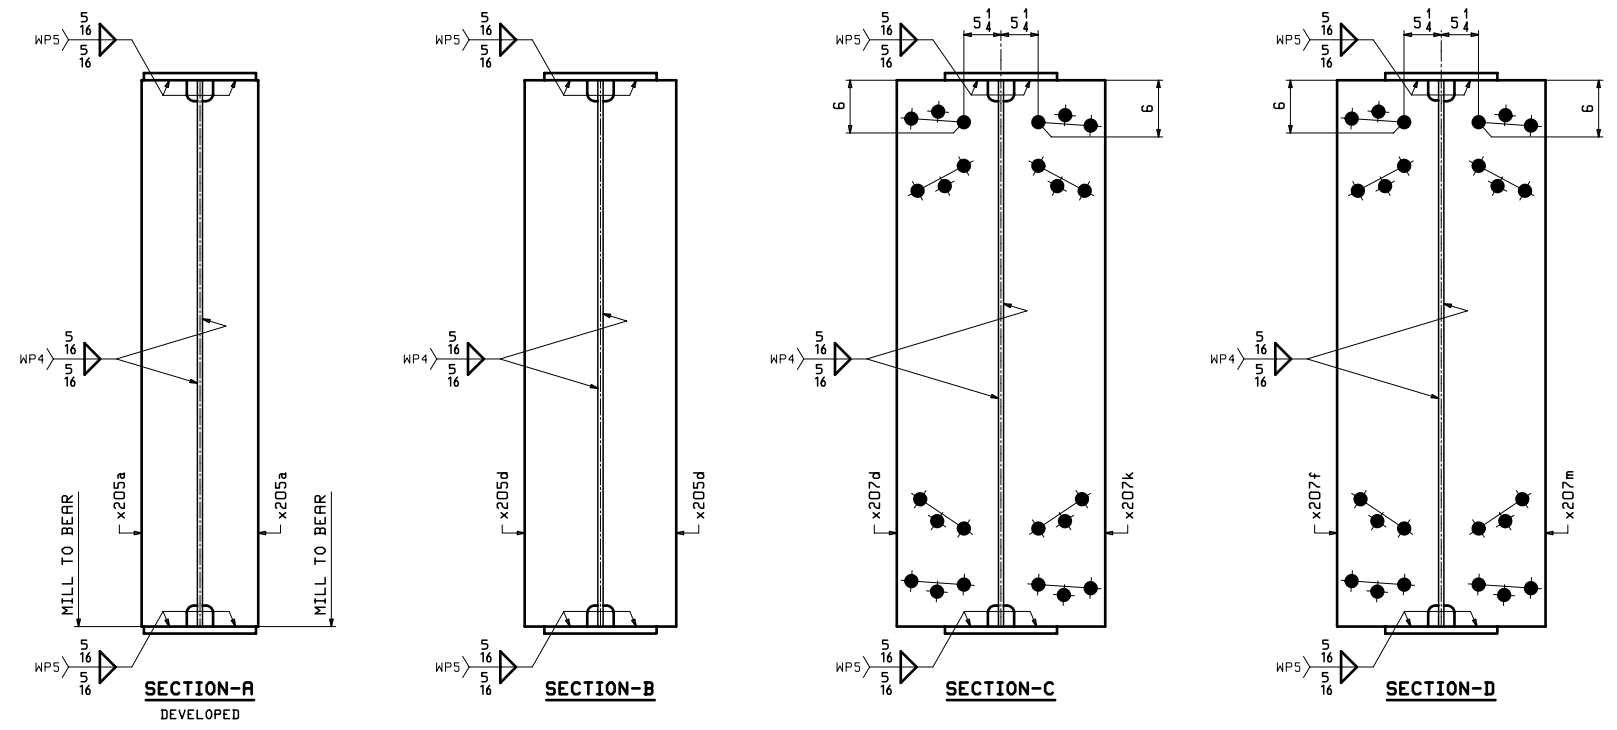 5
16
WP5
5
16
5
16
WP4
5
16
x205a
x205a
MILL TO BEAR
MILL TO BEAR
5
16
WP5
5
16
SECTION-A
DEVELOPED
5
16
WP5
5
16
5
16
WP4
5
16
x205d
x205d
5
16
WP5
5
16
SECTION-B
5 1/4
5 1/4
5
16
WP5
5
16
6
6
5
16
WP4
5
16
x207d
x207k
5
16
WP5
5
16
SECTION-C
5 1/4
5 1/4
5
16
WP5
5
16
6
6
5
16
WP4
5
16
x207f
x207m
5
16
WP5
5
16
SECTION-D